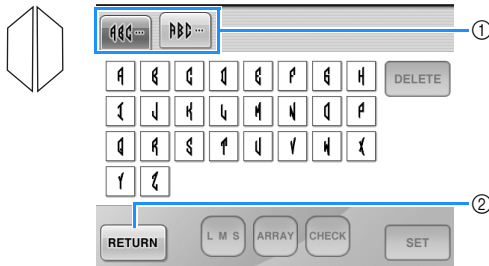 ABC··· ABC··· ①
A B C D E F G H DELETE
I J K L M N O P
Q R S T U V W X
Y Z
②
RETURN L M S ARRAY CHECK SET